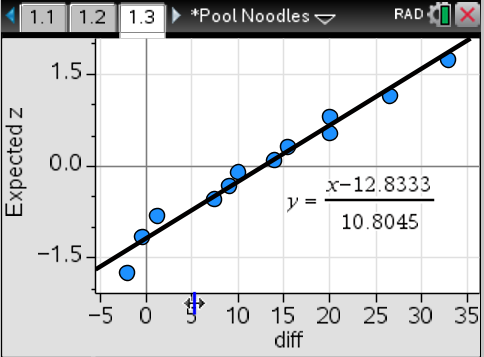 1.1 1.2 1.3 *Pool Noodles RAD
1.5
0.0
−1.5
Expected z
y = x−12.8333
10.8045
−5 0 5 10 15 20 25 30 35
diff